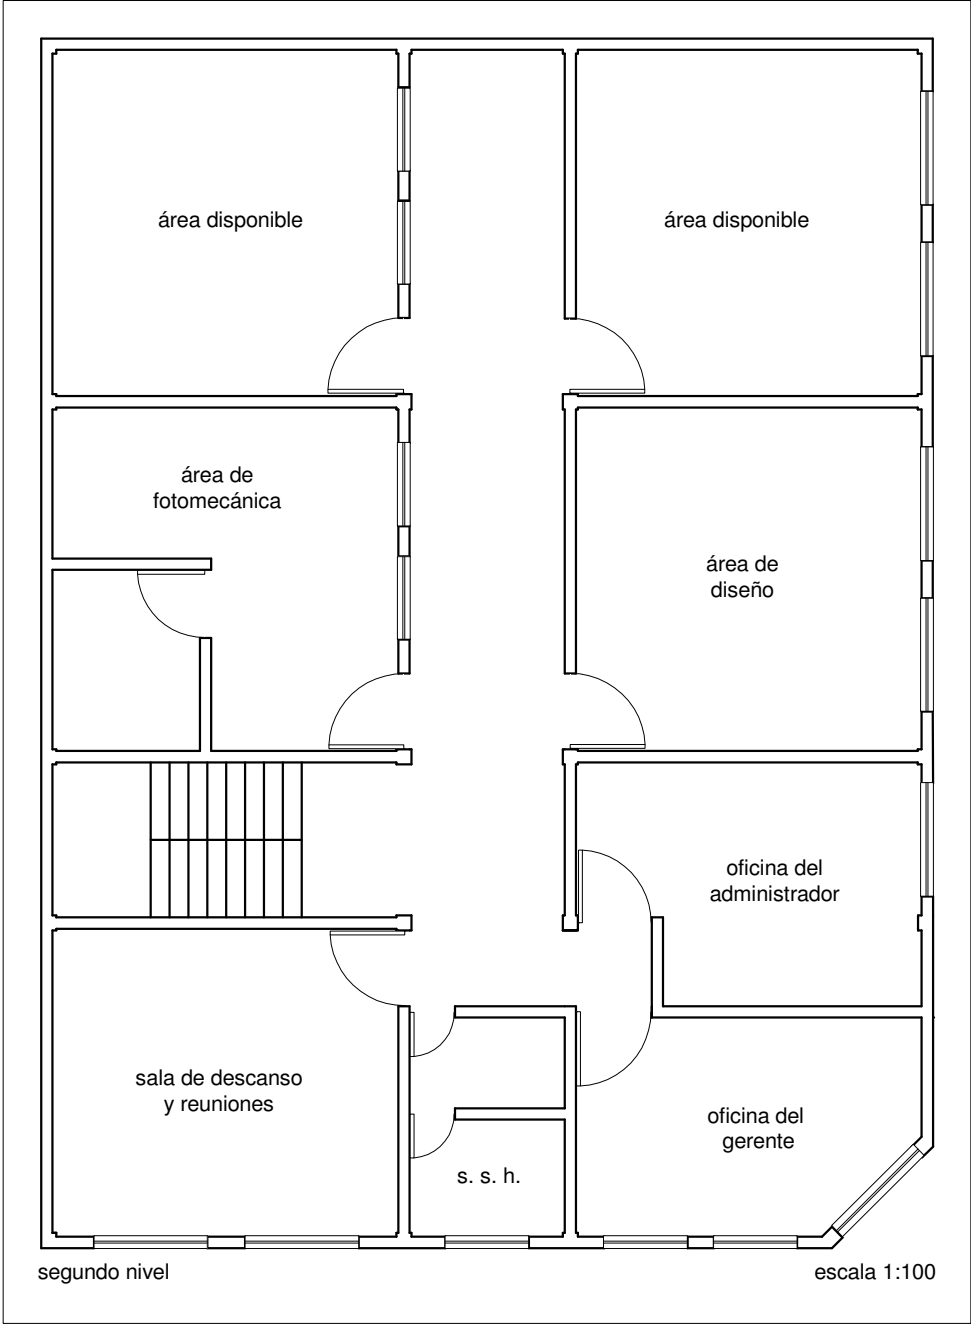 área disponible
área disponible
área de
fotomecánica
área de
diseño
oficina del
administrador
sala de descanso
y reuniones
oficina del
gerente
s. s. h.
segundo nivel
escala 1:100